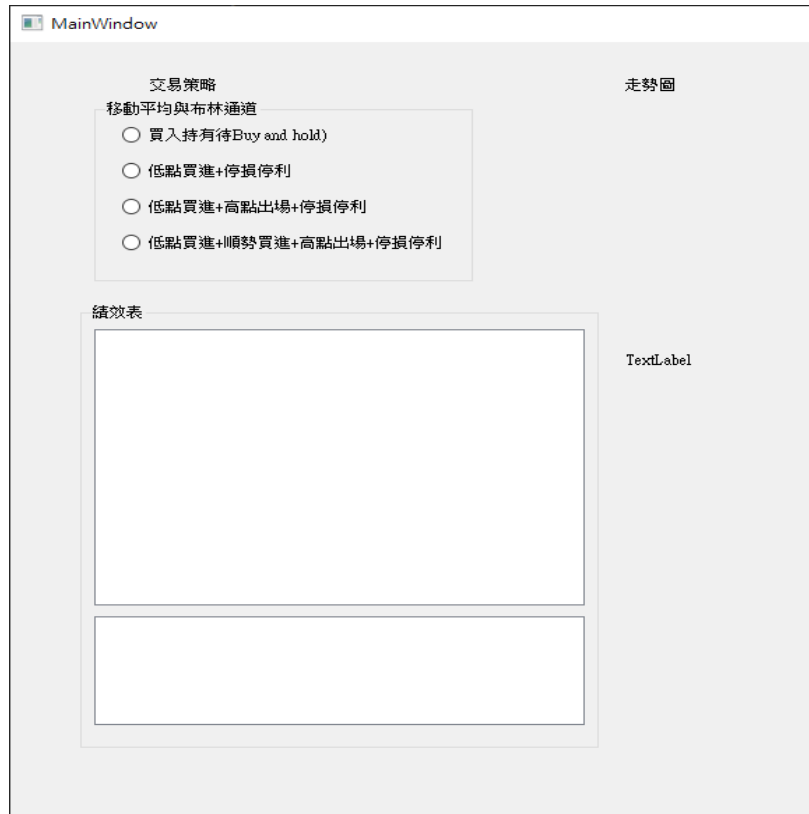 MainWindow
交易策略
走勢圖
移動平均與布林通道
買入持有待Buy and hold)
低點買進+停損停利
低點買進+高點出場+停損停利
低點買進+順勢買進+高點出場+停損停利
績效表
TextLabel